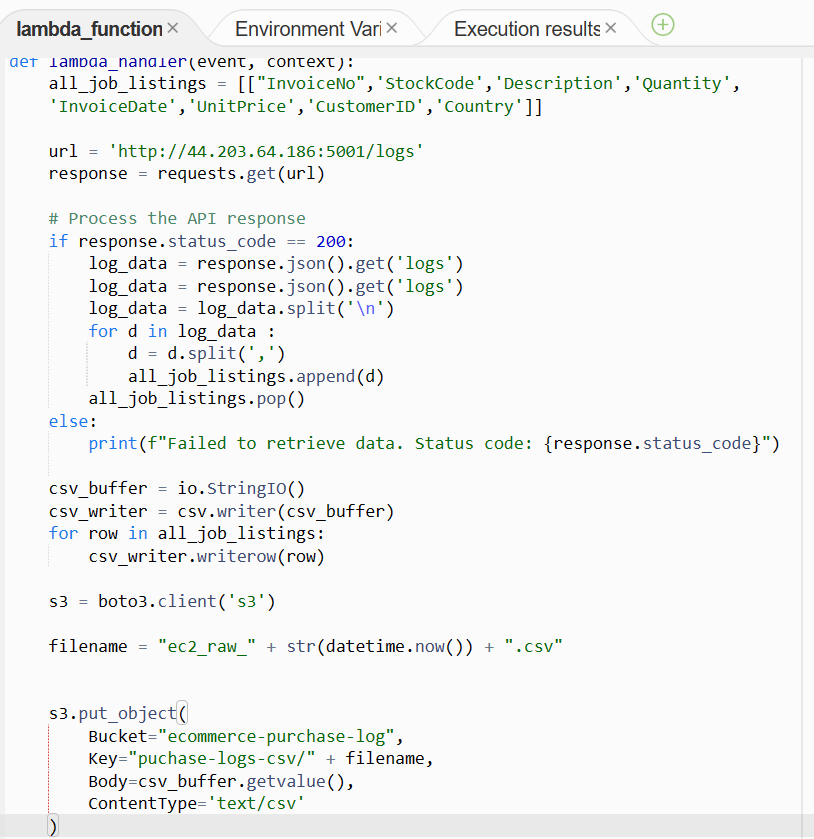 lambda_function
Environment Vari
Execution results
def lambda_handler(event, context):
    all_job_listings = [["InvoiceNo",'StockCode','Description','Quantity',
    'InvoiceDate','UnitPrice','CustomerID','Country']]
    url = 'http://44.203.64.186:5001/logs'
    response = requests.get(url)
    # Process the API response
    if response.status_code == 200:
        log_data = response.json().get('logs')
        log_data = response.json().get('logs')
        log_data = log_data.split('\n')
        for d in log_data :
            d = d.split(',')
            all_job_listings.append(d)
        all_job_listings.pop()
    else:
        print(f"Failed to retrieve data. Status code: {response.status_code}")
    csv_buffer = io.StringIO()
    csv_writer = csv.writer(csv_buffer)
    for row in all_job_listings:
        csv_writer.writerow(row)
    s3 = boto3.client('s3')
    filename = "ec2_raw_" + str(datetime.now()) + ".csv"
    s3.put_object(
        Bucket="ecommerce-purchase-log",
        Key="puchase-logs-csv/" + filename,
        Body=csv_buffer.getvalue(),
        ContentType='text/csv'
    )